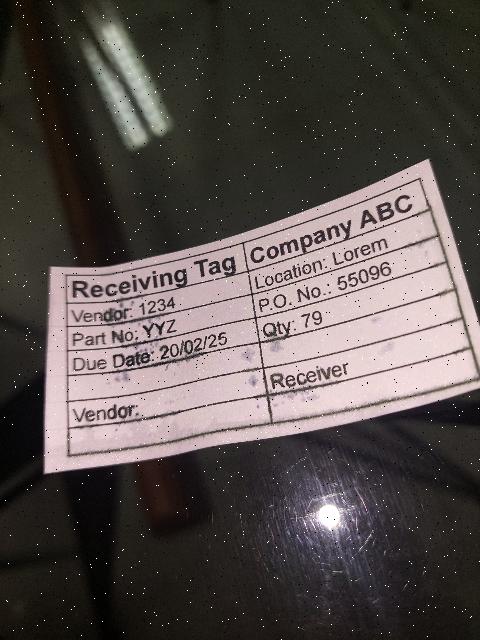 Receiving Tag Company ABC
Vendor: 1234 Location: Lorem
Part No: YYZ P.O. No.: 55096
Due Date: 20/02/25 Qty: 79
Vendor: Receiver